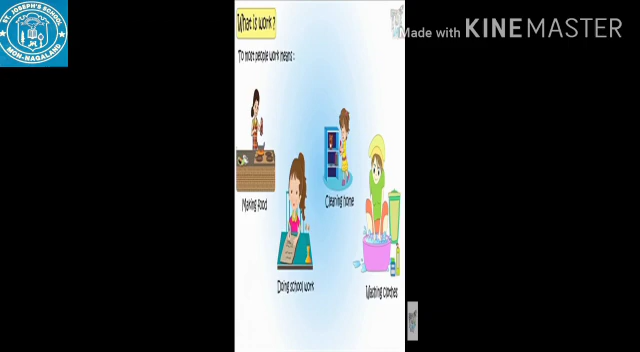 ST. JOSEPH'S SCHOOL
MON-NAGALAND
What is work?
Made with KINEMASTER
To most people work means :
Making food
Cleaning home
Doing school work
Washing clothes